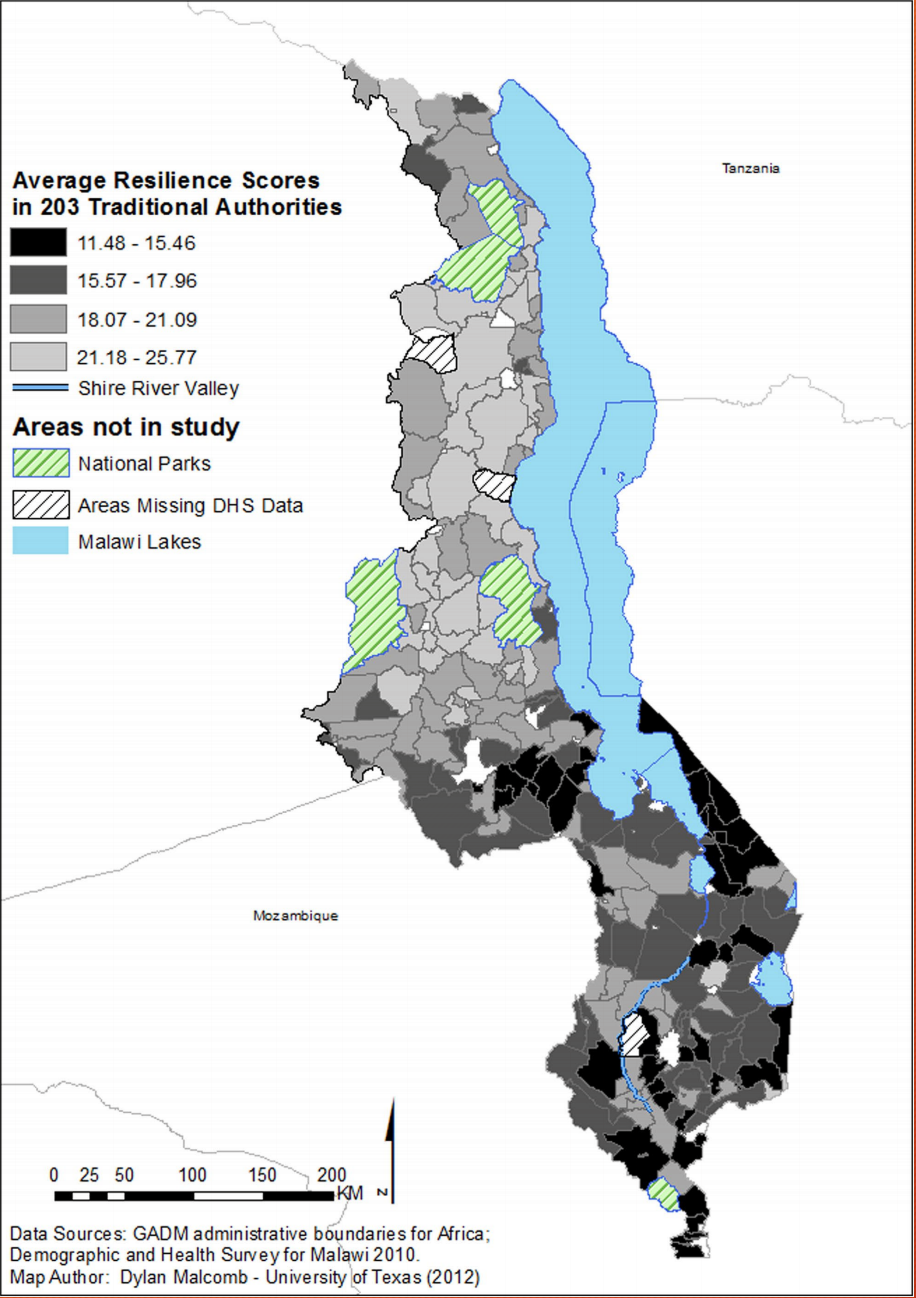 Tanzania
Average Resilience Scores
in 203 Traditional Authorities
11.48 - 15.46
15.57 - 17.96
18.07 - 21.09
21.18 - 25.77
Shire River Valley
Areas not in study
National Parks
Areas Missing DHS Data
Malawi Lakes
Mozambique
0 25 50 100 150 200
KM
N
Data Sources: GADM administrative boundaries for Africa;
Demographic and Health Survey for Malawi 2010.
Map Author: Dylan Malcomb - University of Texas (2012)